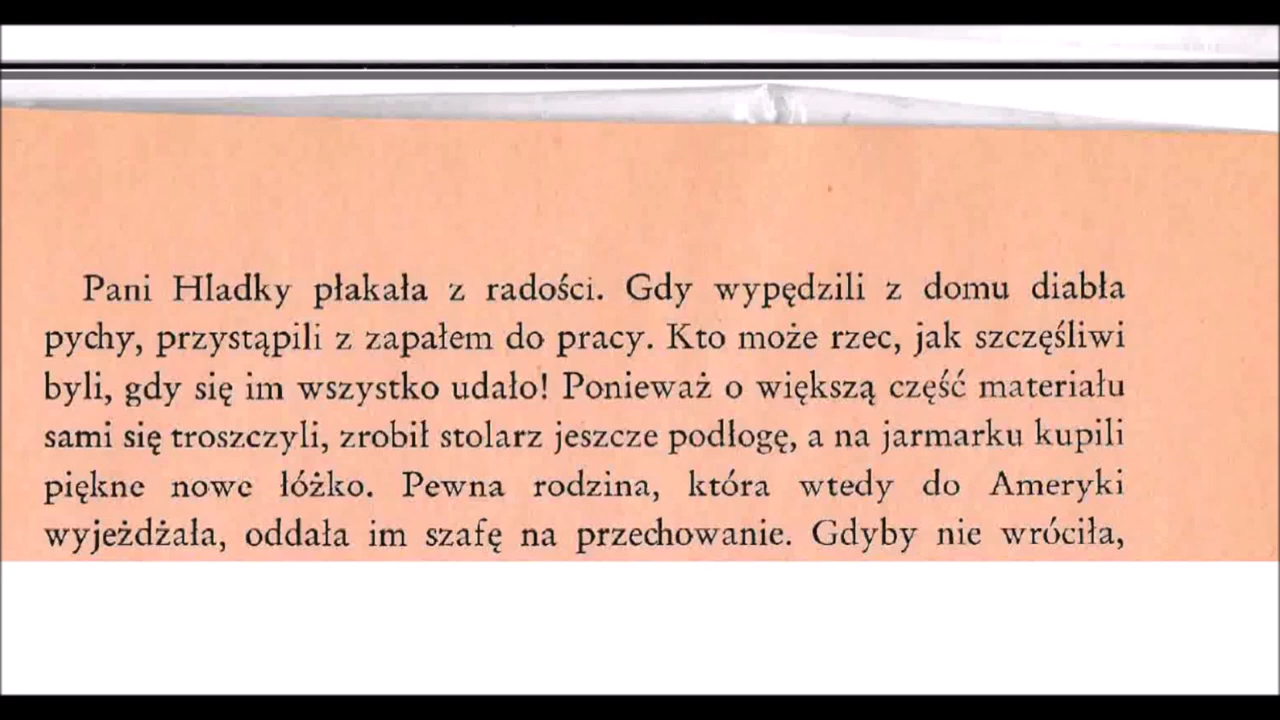 Pani Hladky płakała z radości. Gdy wypędzili z domu diabła
pychy, przystąpili z zapałem do pracy. Kto może rzec, jak szczęśliwi
byli, gdy się im wszystko udało! Ponieważ o większą część materiału
sami się troszczyli, zrobił stolarz jeszcze podłogę, a na jarmarku kupili
piękne nowe łóżko. Pewna rodzina, która wtedy do Ameryki
wyjeżdżała, oddała im szafę na przechowanie. Gdyby nie wróciła,